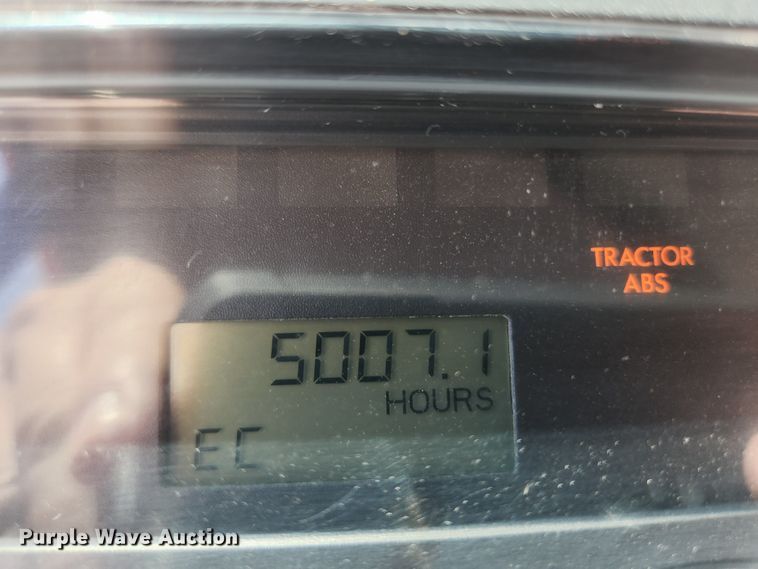 TRACTOR
ABS
5007.1
HOURS
EC
Purple Wave Auction